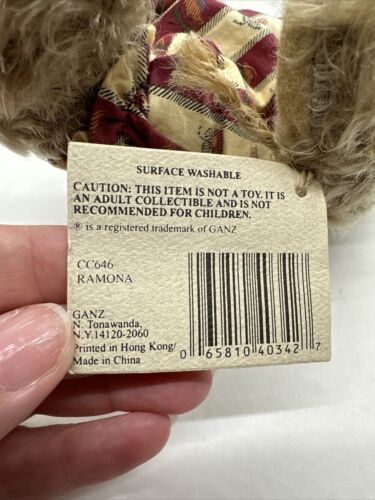 SURFACE WASHABLE
CAUTION: THIS ITEM IS NOT A TOY. IT IS
AN ADULT COLLECTIBLE AND IS NOT
RECOMMENDED FOR CHILDREN.
® is a registered trademark of GANZ
CC646
RAMONA
GANZ
N. Tonawanda,
N.Y.14120-2060
Printed in Hong Kong/
Made in China
0 65810 40342 7